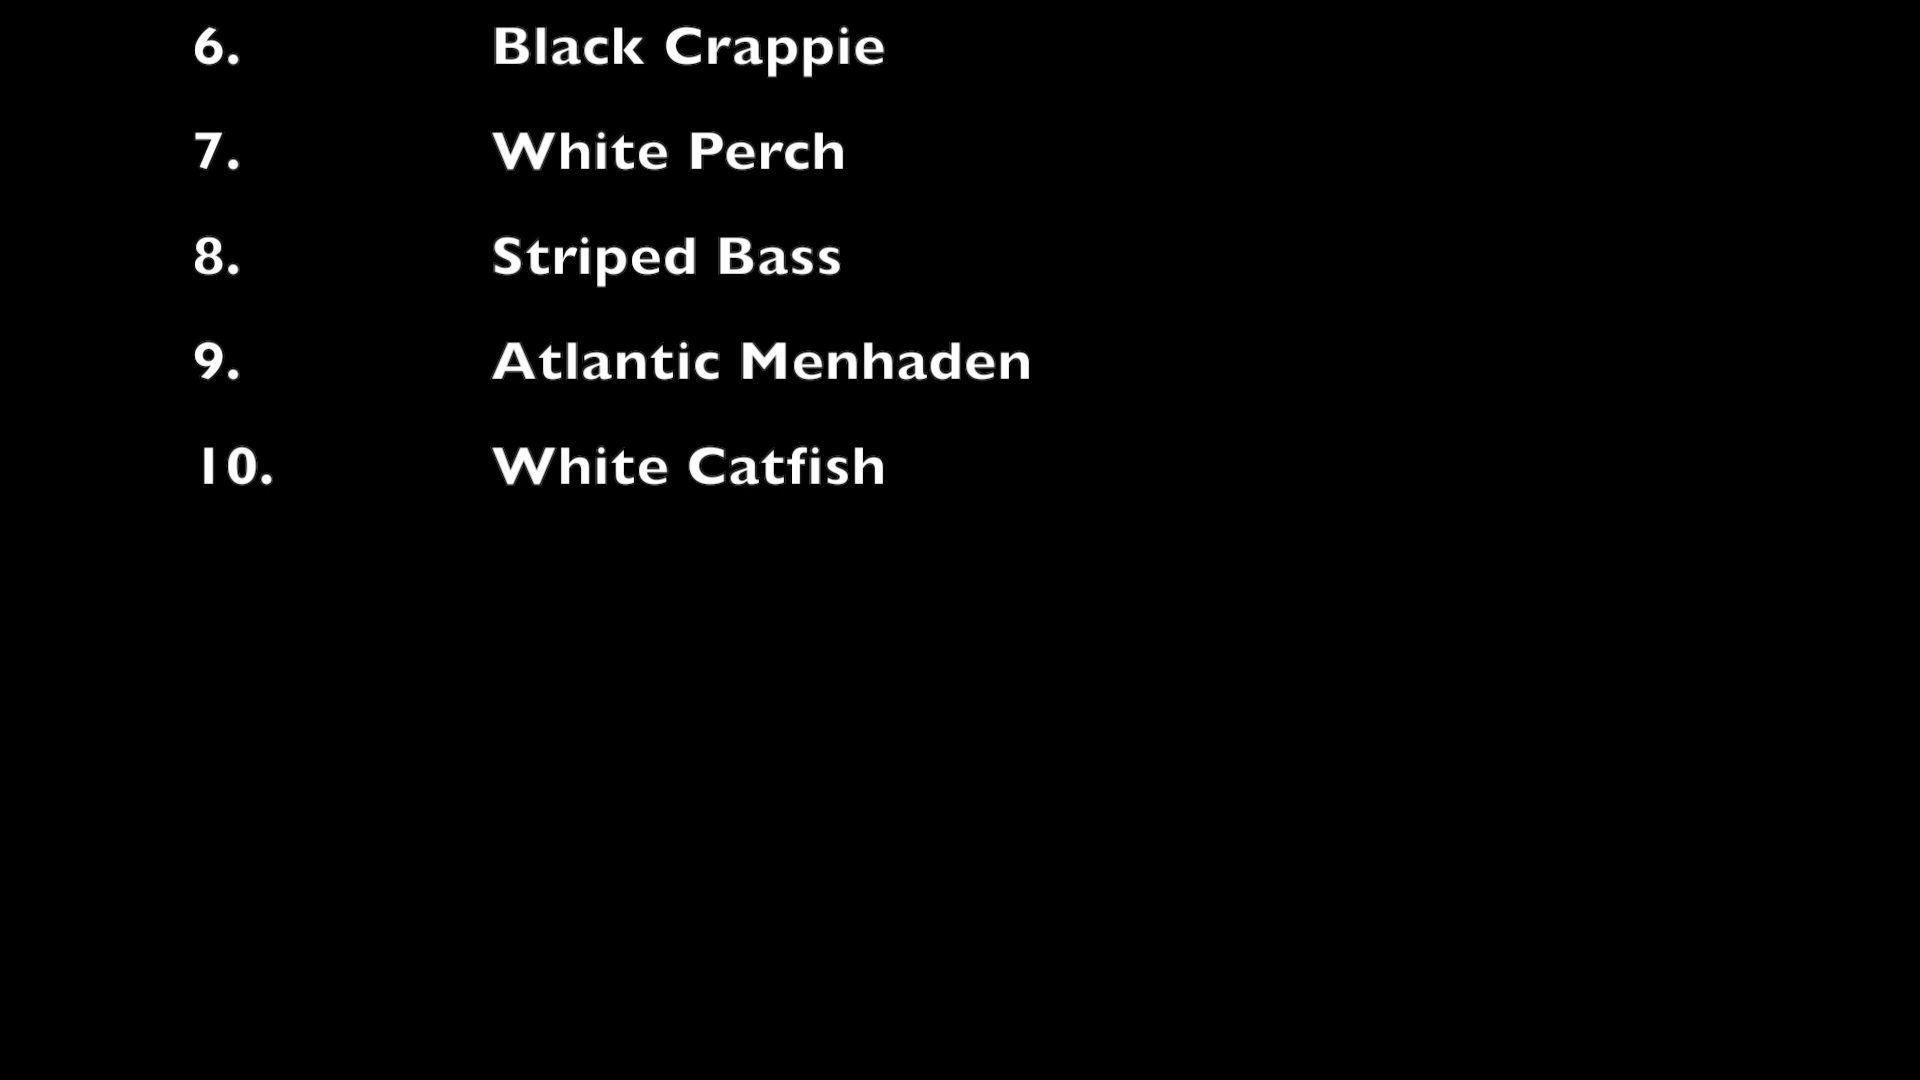 6. Black Crappie
7. White Perch
8. Striped Bass
9. Atlantic Menhaden
10. White Catfish